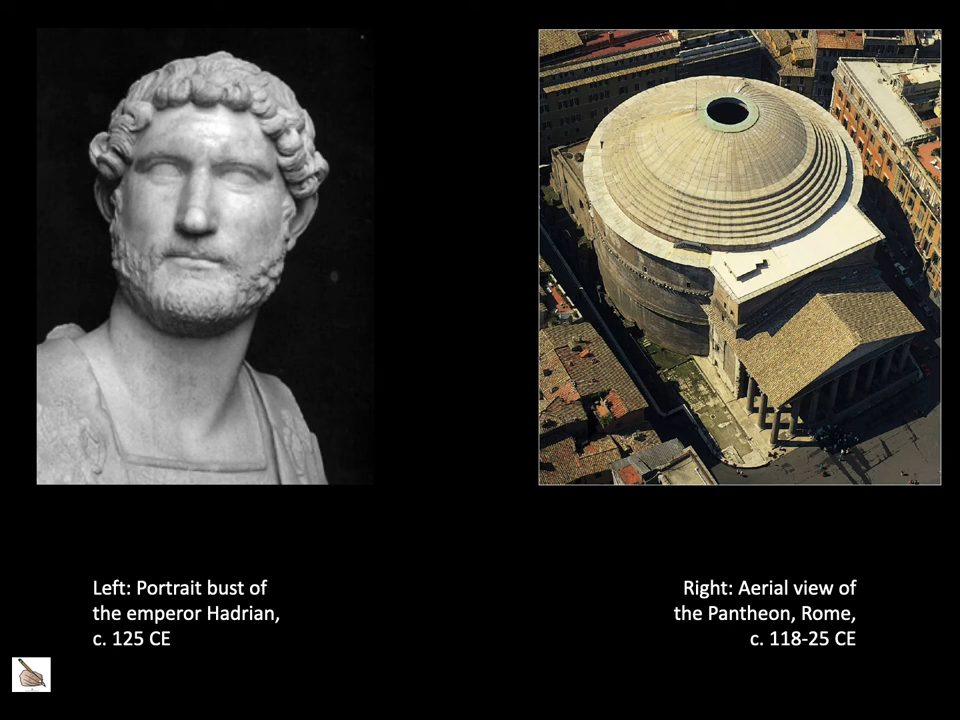 Left: Portrait bust of
the emperor Hadrian,
c. 125 CE
Right: Aerial view of
the Pantheon, Rome,
c. 118-25 CE